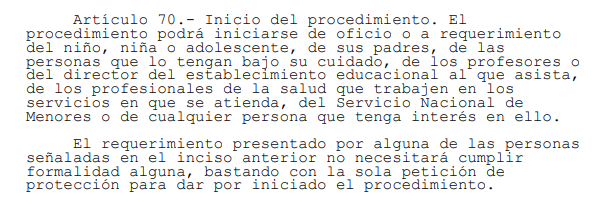 Artículo 70.- Inicio del procedimiento. El
procedimiento podrá iniciarse de oficio o a requerimiento
del niño, niña o adolescente, de sus padres, de las
personas que lo tengan bajo su cuidado, de los profesores o
del director del establecimiento educacional al que asista,
de los profesionales de la salud que trabajen en los
servicios en que se atienda, del Servicio Nacional de
Menores o de cualquier persona que tenga interés en ello.
El requerimiento presentado por alguna de las personas
señaladas en el inciso anterior no necesitará cumplir
formalidad alguna, bastando con la sola petición de
protección para dar por iniciado el procedimiento.